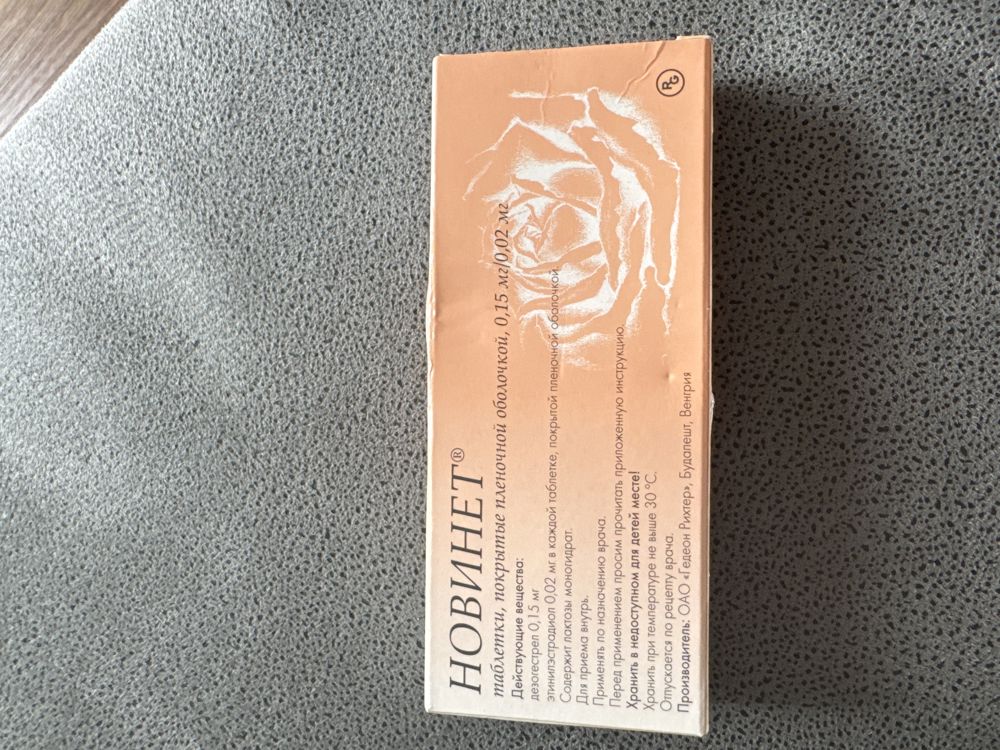 НОВИНЕТ®
таблетки, покрытые пленочной оболочкой, 0,15 мг/0,02 мг
Действующие вещества:
дезогестрел 0,15 мг
этинилэстрадиол 0,02 мг в каждой таблетке, покрытой пленочной оболочкой.
Содержит лактозы моногидрат.
Для приема внутрь.
Применять по назначению врача.
Перед применением просим прочитать приложенную инструкцию.
Хранить в недоступном для детей месте!
Хранить при температуре не выше 30 °C.
Отпускается по рецепту врача.
Производитель: ОАО «Гедеон Рихтер», Будапешт, Венгрия
RG